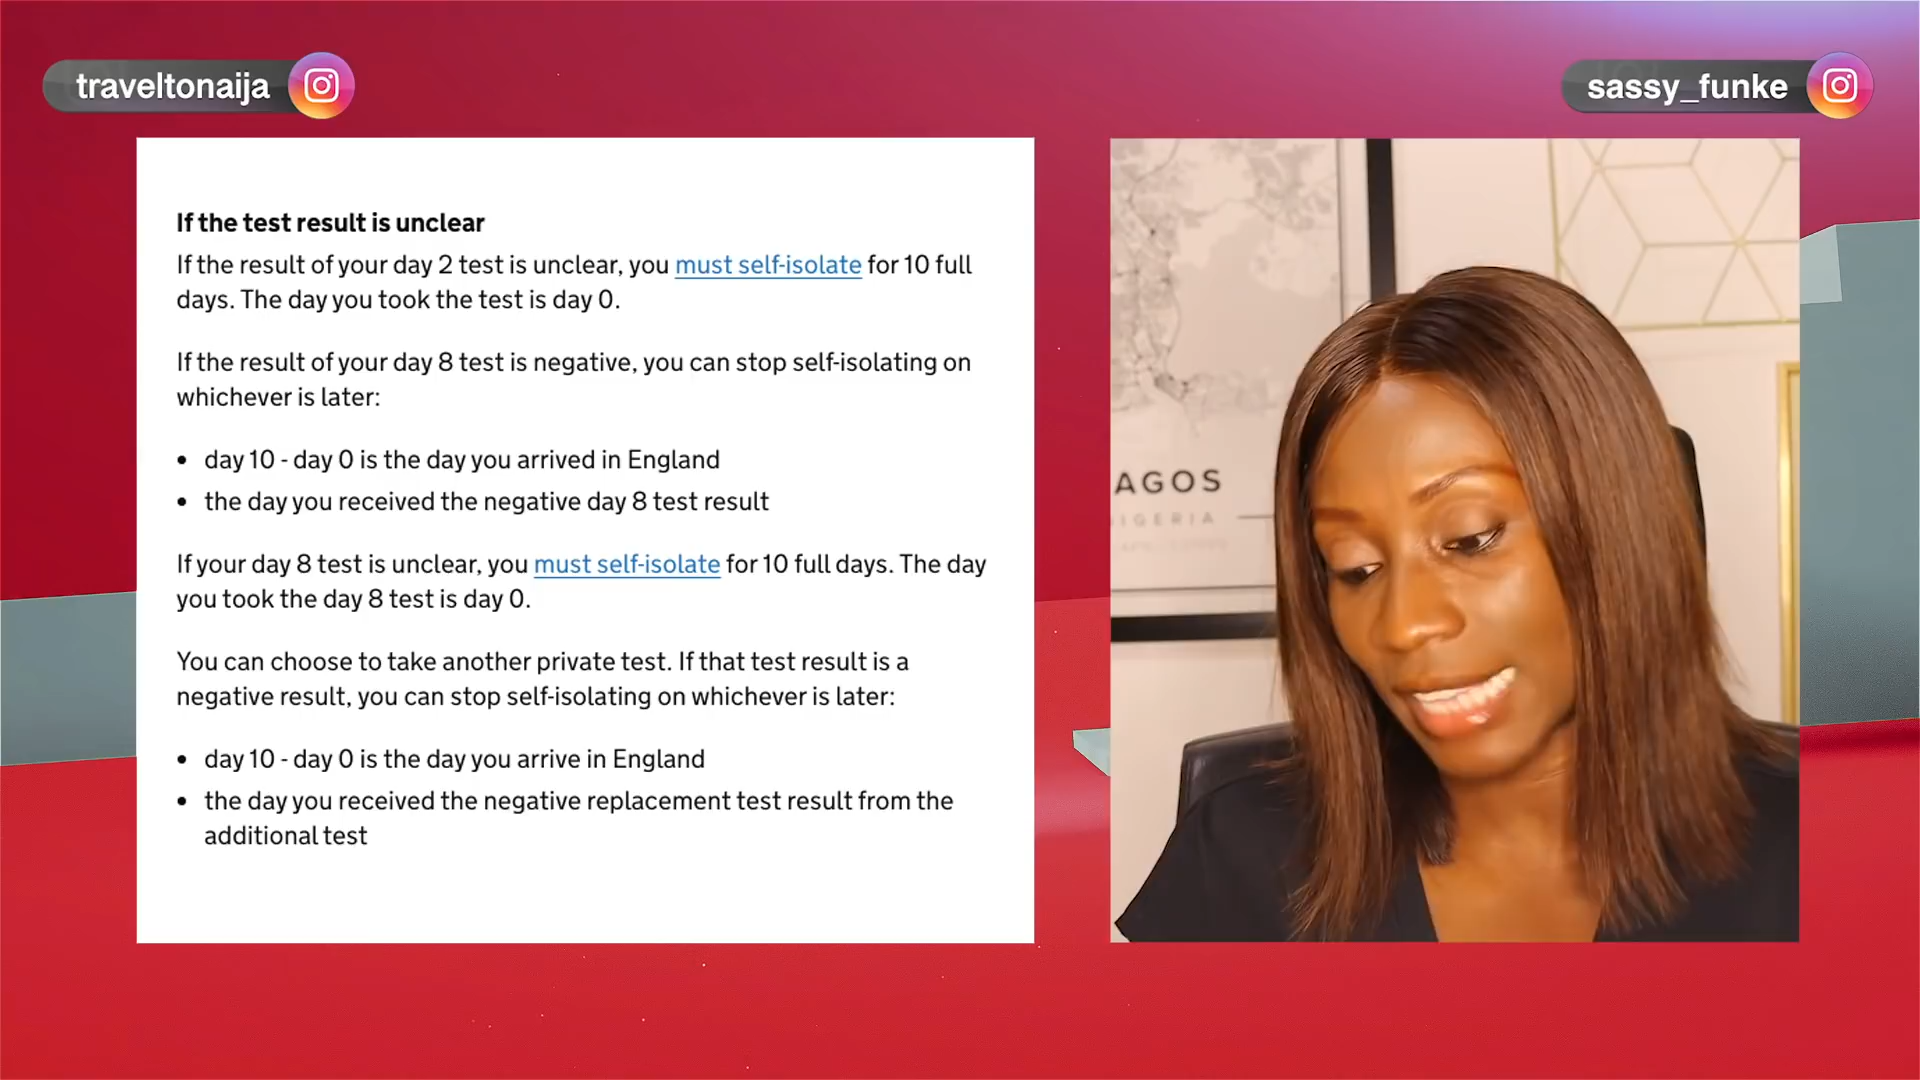 traveltonaija
sassy_funke
If the test result is unclear
If the result of your day 2 test is unclear, you must self-isolate for 10 full
days. The day you took the test is day 0.
If the result of your day 8 test is negative, you can stop self-isolating on
whichever is later:
• day 10 - day 0 is the day you arrived in England
• the day you received the negative day 8 test result
If your day 8 test is unclear, you must self-isolate for 10 full days. The day
you took the day 8 test is day 0.
You can choose to take another private test. If that test result is a
negative result, you can stop self-isolating on whichever is later:
• day 10 - day 0 is the day you arrive in England
• the day you received the negative replacement test result from the
additional test
AGOS
IGERIA